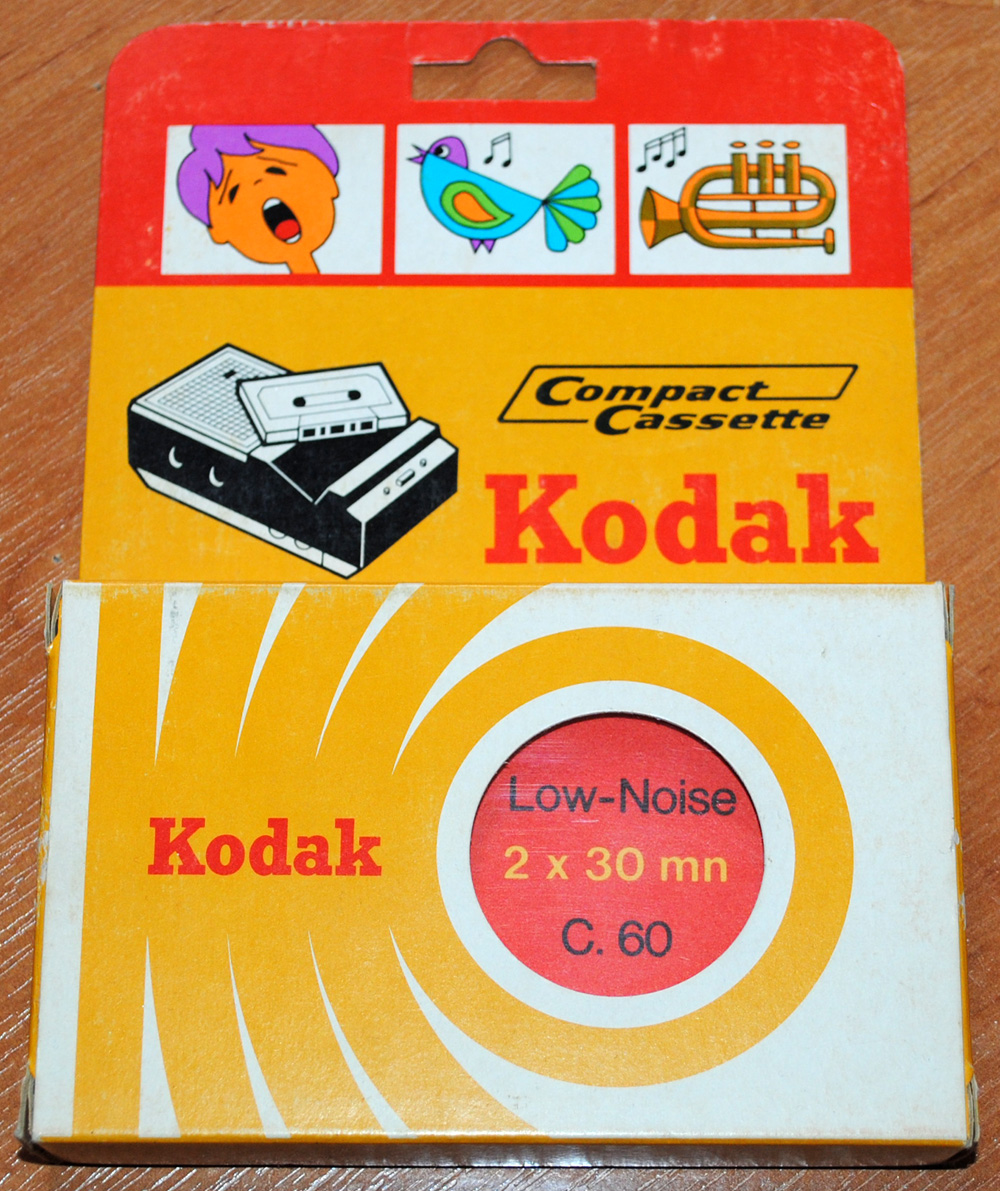 Compact
Cassette
Kodak
Kodak
Low-Noise
2 x 30 mn
C. 60